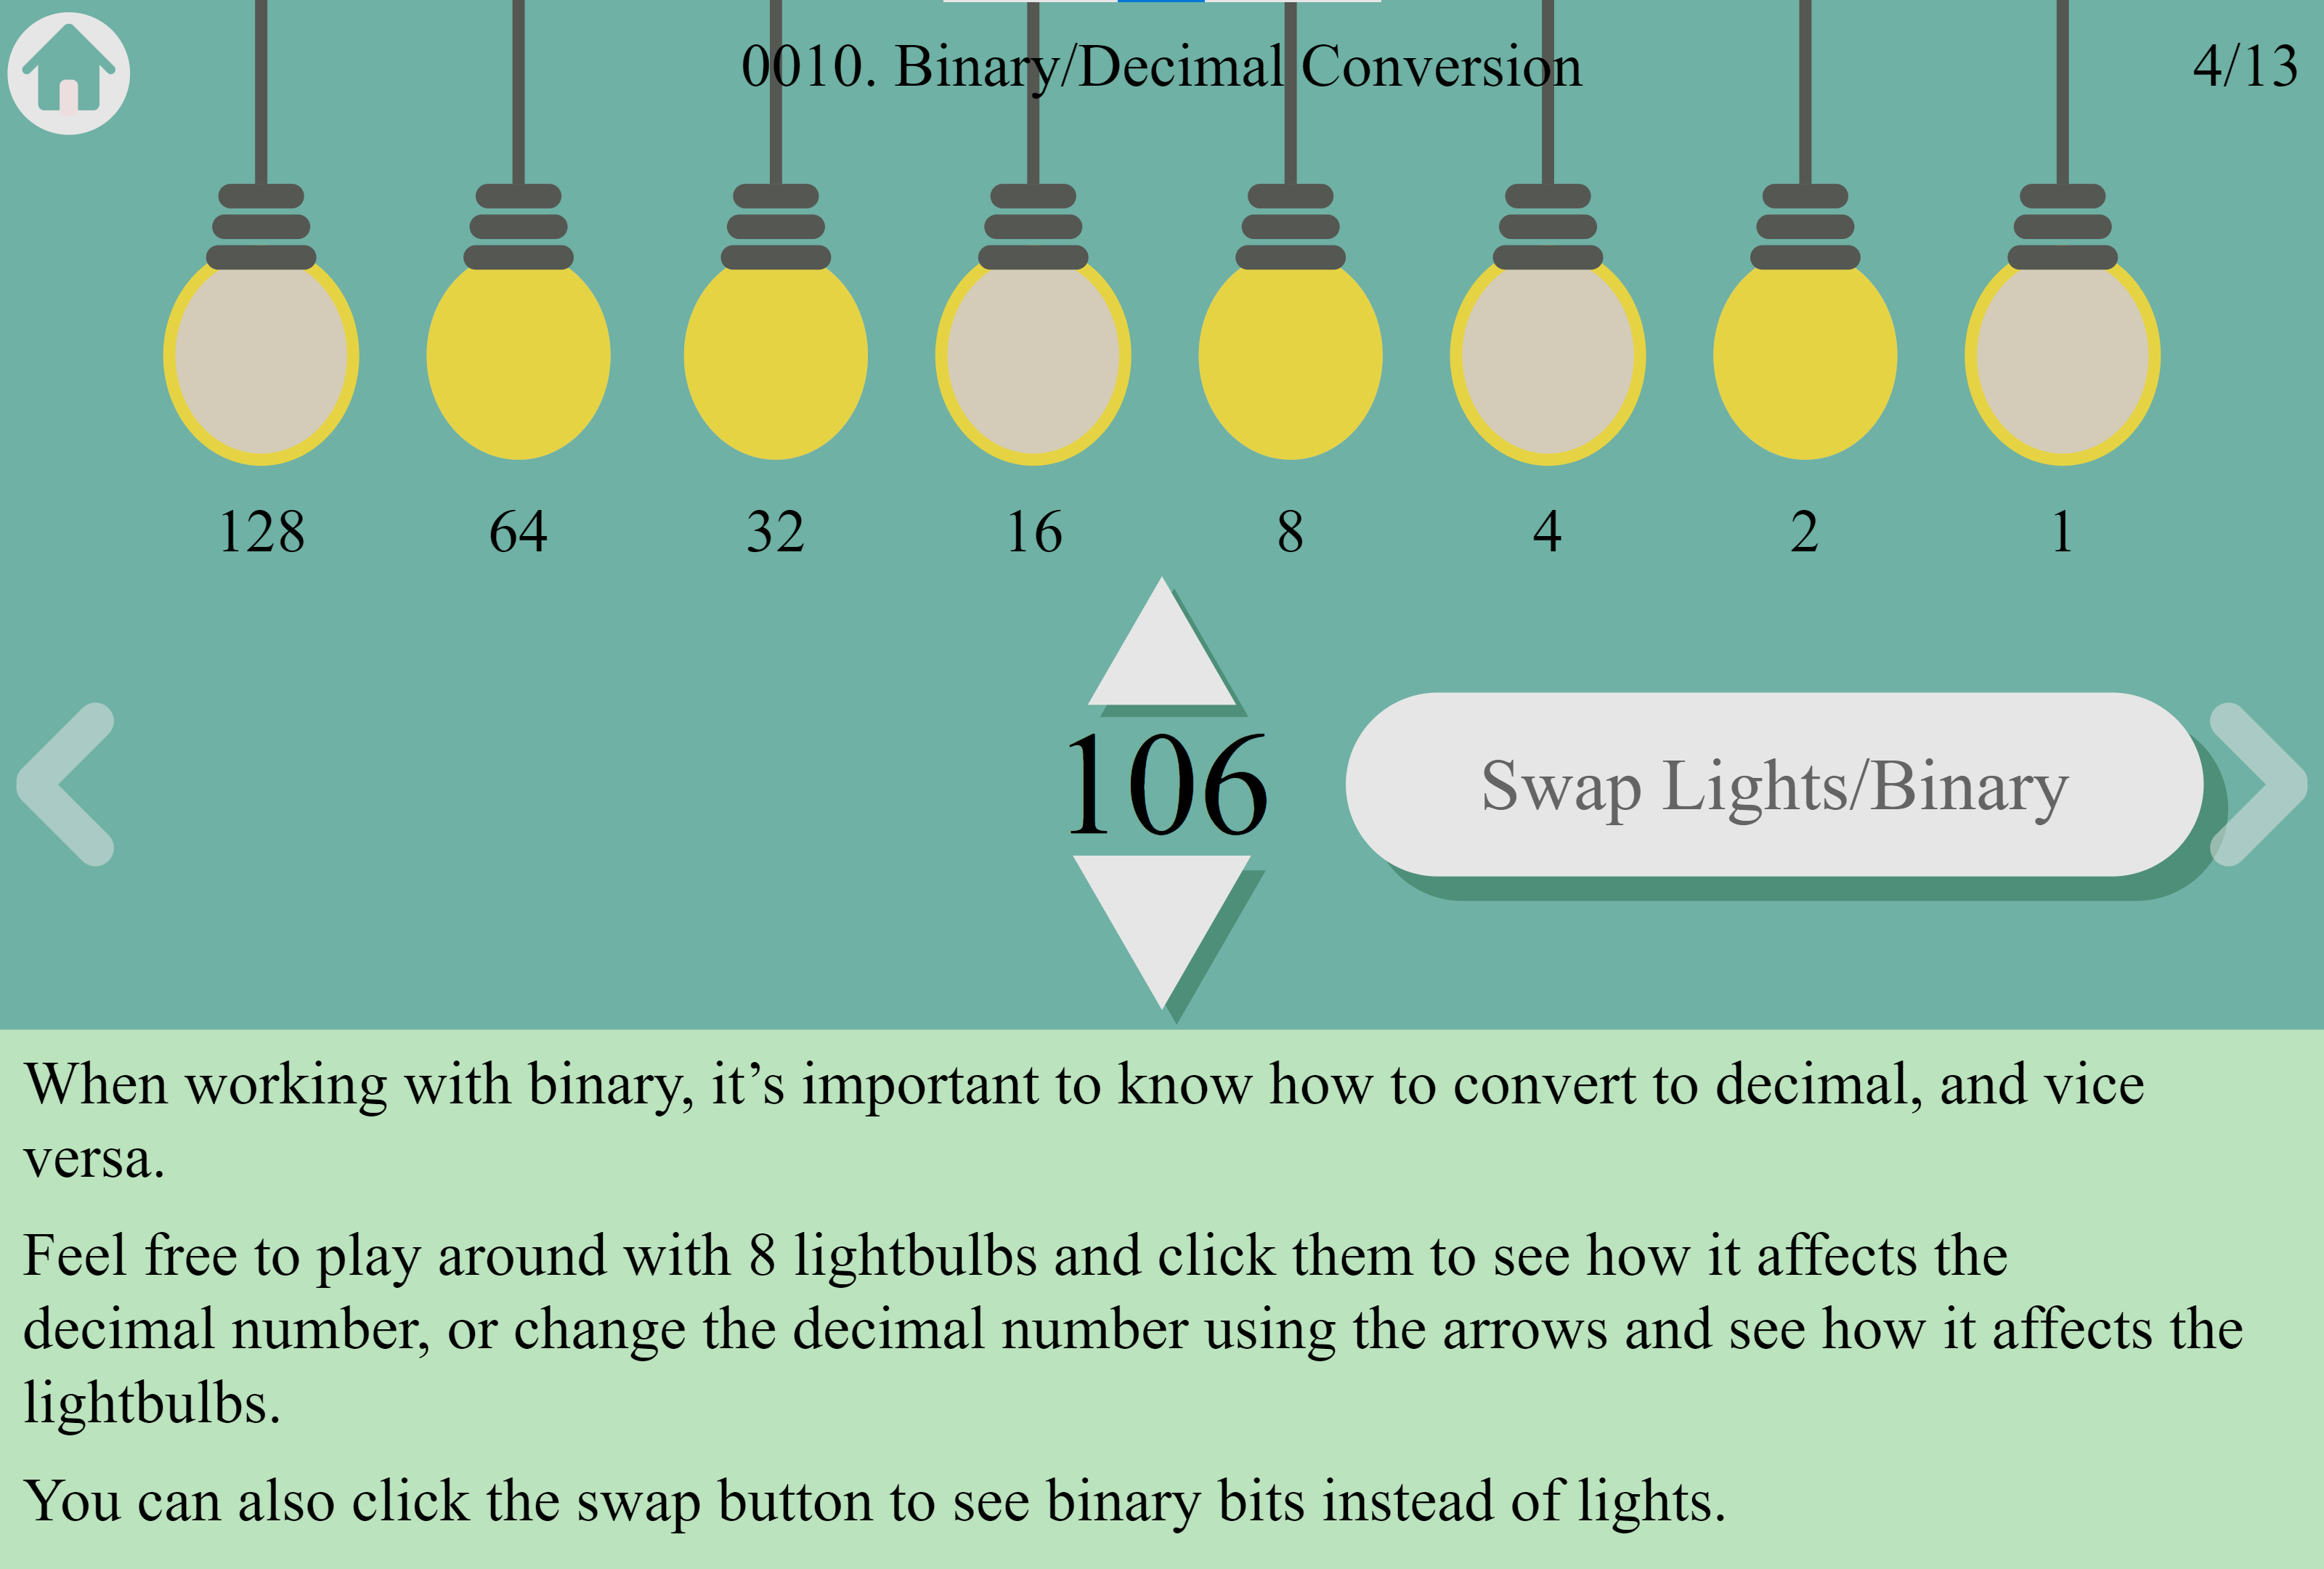 0010. Binary/Decimal Conversion
4/13
128 64 32 16 8 4 2 1
106
Swap Lights/Binary
When working with binary, it’s important to know how to convert to decimal, and vice
versa.
Feel free to play around with 8 lightbulbs and click them to see how it affects the
decimal number, or change the decimal number using the arrows and see how it affects the
lightbulbs.
You can also click the swap button to see binary bits instead of lights.